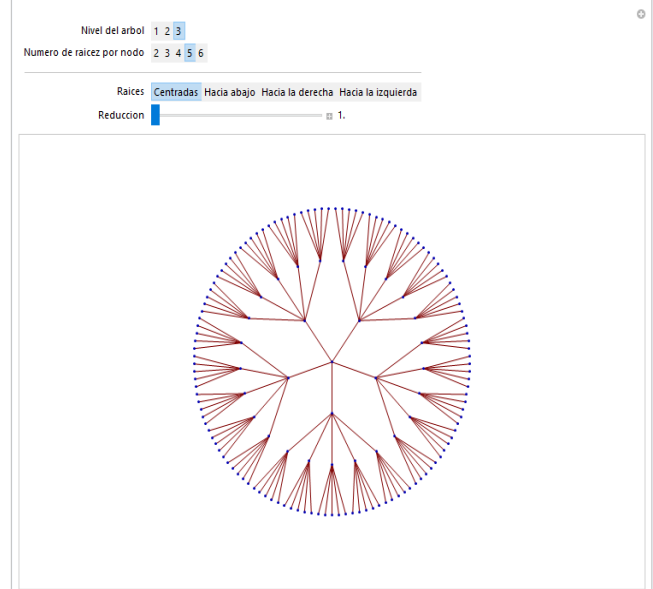 Nivel del arbol 1 2 3
Numero de raicez por nodo 2 3 4 5 6
Raices Centradas Hacia abajo Hacia la derecha Hacia la izquierda
Reduccion 1.